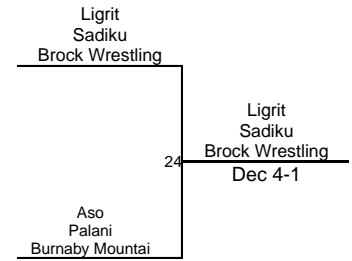 Ligrit
Sadiku
Brock Wrestling
Ligrit
Sadiku
Brock Wrestling
24
Dec 4-1
Aso
Palani
Burnaby Mountai